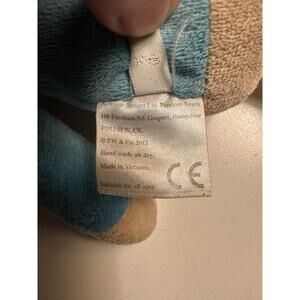 Designs Ltd. Fareham Reach
166 Fareham Rd, Gosport, Hampshire
PO13 0FW, UK.
© FW & Co. 2013
Hand wash, air dry.
Made in Vietnam.
Suitable for all ages
CE